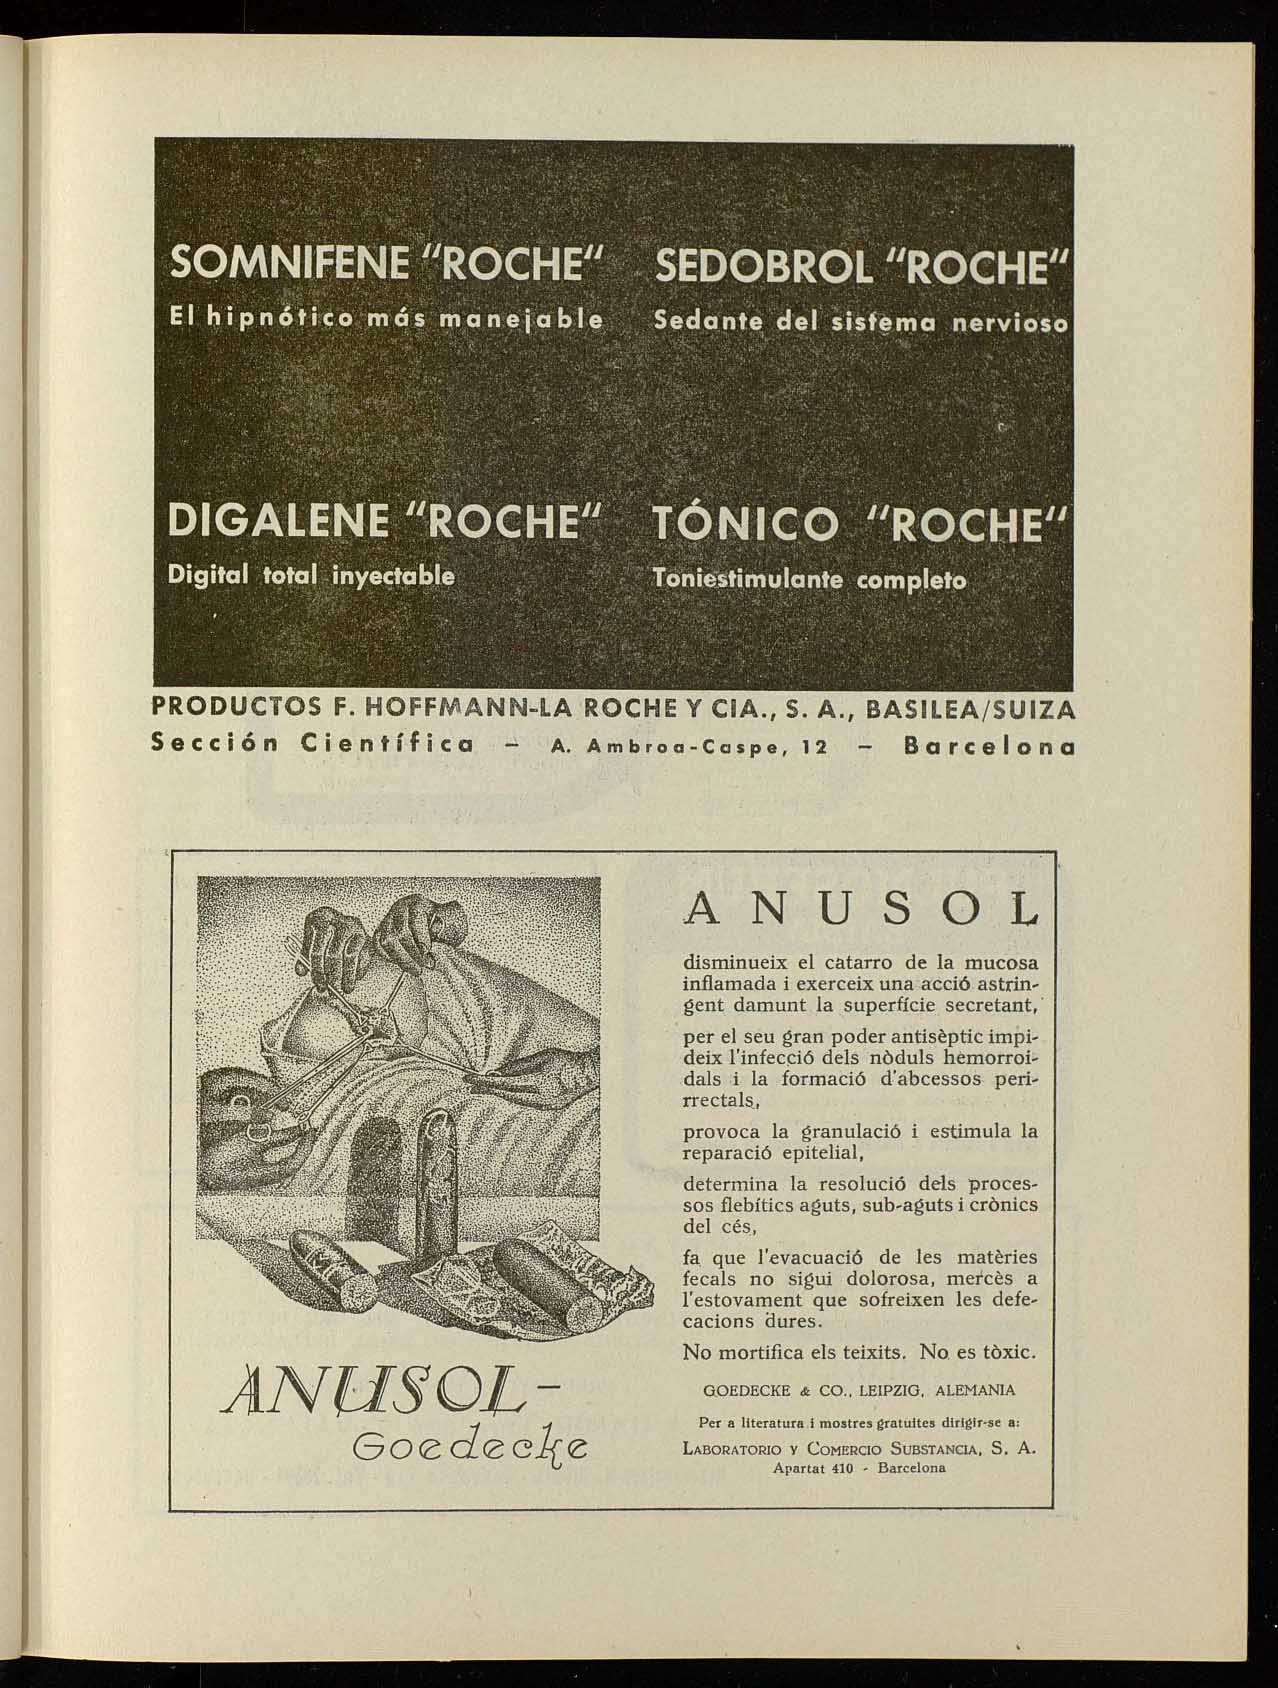 SOMNIFENE "ROCHE"
El hipnótico más manejable
SEDOBROL "ROCHE"
Sedante del sistema nervioso
DIGALENE "ROCHE"
Digital total inyectable
TÓNICO "ROCHE"
Toniestimulante completo
PRODUCTOS F. HOFFMANN-LA ROCHE Y CIA., S. A., BASILEA/SUIZA
Sección Científica - A. Ambroa-Caspe, 12 - Barcelona
ANUSOL-
Goedecke
ANUSOL
disminueix el catarro de la mucosa
inflamada i exerceix una acció astrin-
gent damunt la superfície secretant,
per el seu gran poder antisèptic impi-
deix l'infecció dels nòduls hemorroi-
dals i la formació d'abcessos peri-
rrectals,
provoca la granulació i estimula la
reparació epitelial,
determina la resolució dels proces-
sos flebítics aguts, sub-aguts i crònics
del cés,
fa que l'evacuació de les matèries
fecals no sigui dolorosa, mercès a
l'estovament que sofreixen les defe-
cacions dures.
No mortifica els teixits. No es tòxic.
GOEDECKE & CO., LEIPZIG, ALEMANIA
Per a literatura i mostres gratuites dirigir-se a:
LABORATORIO Y COMERCIO SUBSTANCIA, S. A.
Apartat 410 - Barcelona